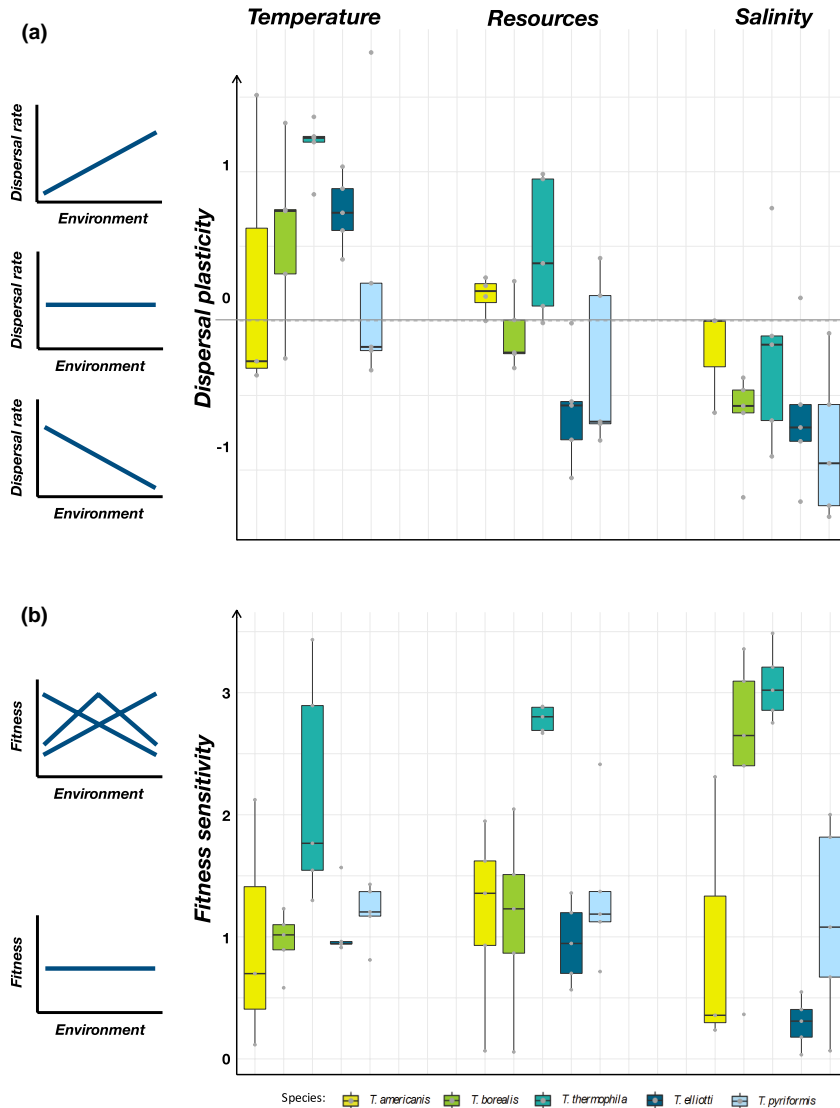 Temperature Resources Salinity
(a)
Dispersal rate
Environment
Dispersal rate
Environment
Dispersal rate
Environment
Dispersal plasticity
1
0
-1
(b)
Fitness
Environment
Fitness
Environment
Fitness sensitivity
3
2
1
0
Species: T. americanis T. borealis T. thermophila T. elliotti T. pyriformis